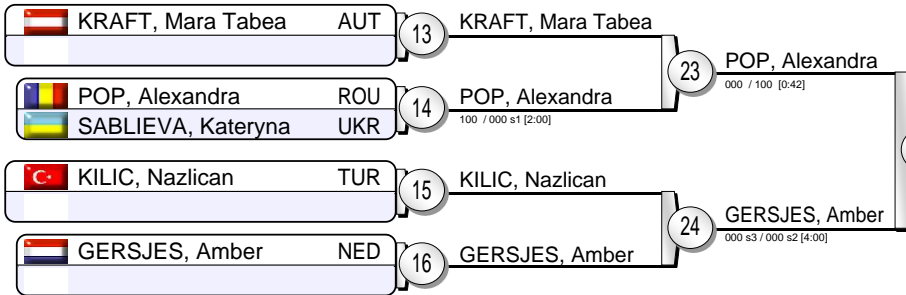 KRAFT, Mara Tabea AUT
13
KRAFT, Mara Tabea
23
POP, Alexandra
000 / 100 [0:42]
POP, Alexandra ROU
SABLIEVA, Kateryna UKR
14
POP, Alexandra
100 / 000 s1 [2:00]
KILIC, Nazlican TUR
15
KILIC, Nazlican
24
GERSJES, Amber
000 s3 / 000 s2 [4:00]
GERSJES, Amber NED
16
GERSJES, Amber